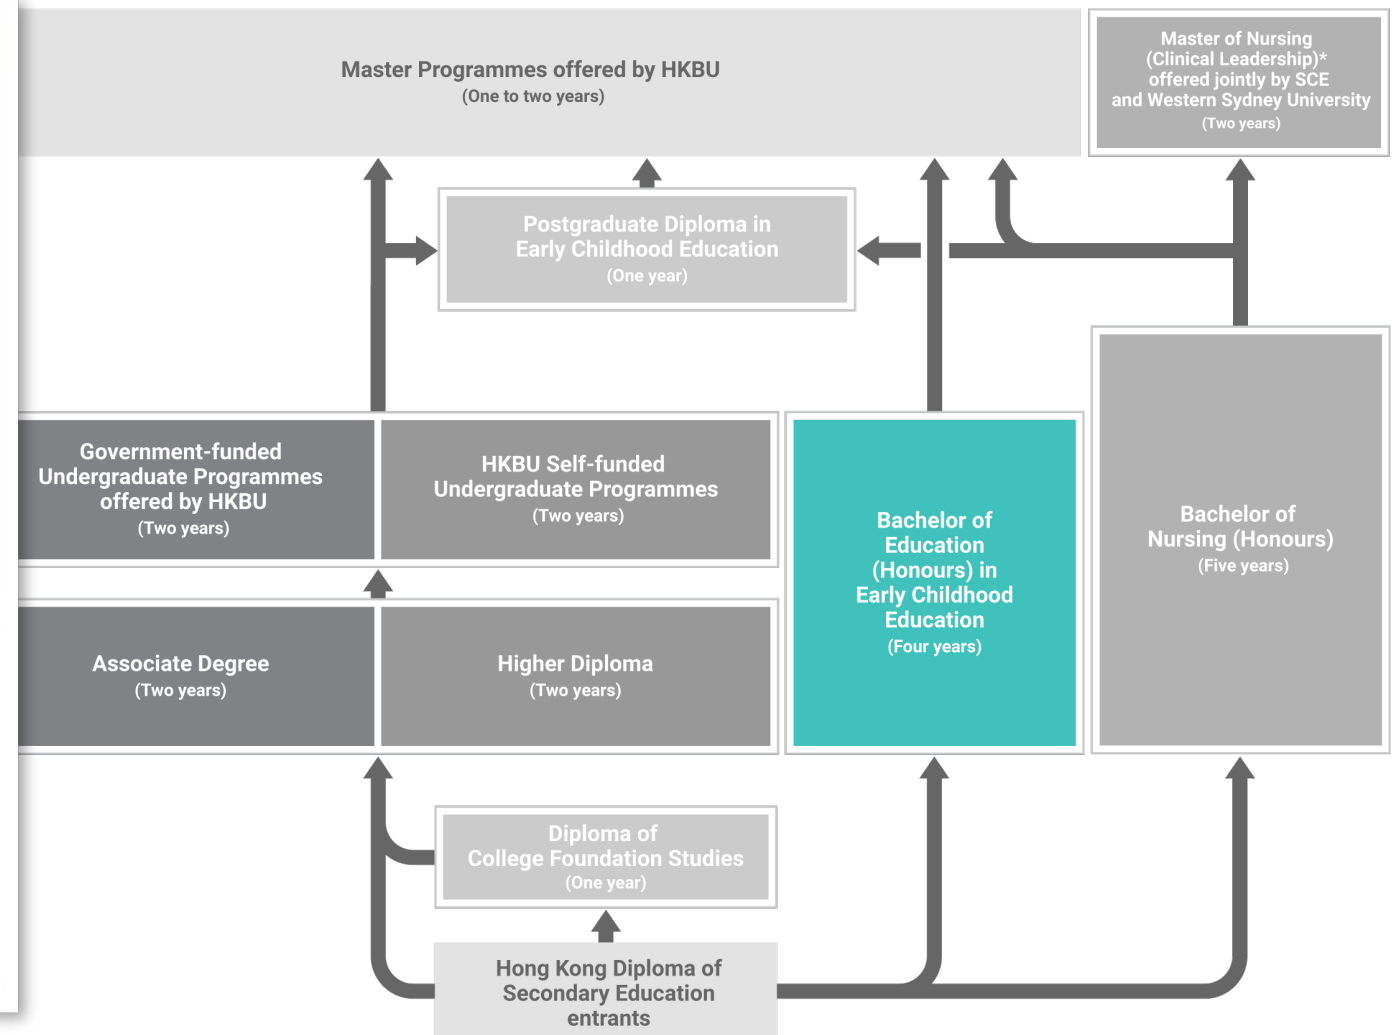 Master Programmes offered by HKBU
(One to two years)
Master of Nursing
(Clinical Leadership)*
offered jointly by SCE
and Western Sydney University
(Two years)
Postgraduate Diploma in
Early Childhood Education
(One year)
Government-funded
Undergraduate Programmes
offered by HKBU
(Two years)
HKBU Self-funded
Undergraduate Programmes
(Two years)
Bachelor of
Education
(Honours) in
Early Childhood
Education
(Four years)
Bachelor of
Nursing (Honours)
(Five years)
Associate Degree
(Two years)
Higher Diploma
(Two years)
Diploma of
College Foundation Studies
(One year)
Hong Kong Diploma of
Secondary Education
entrants